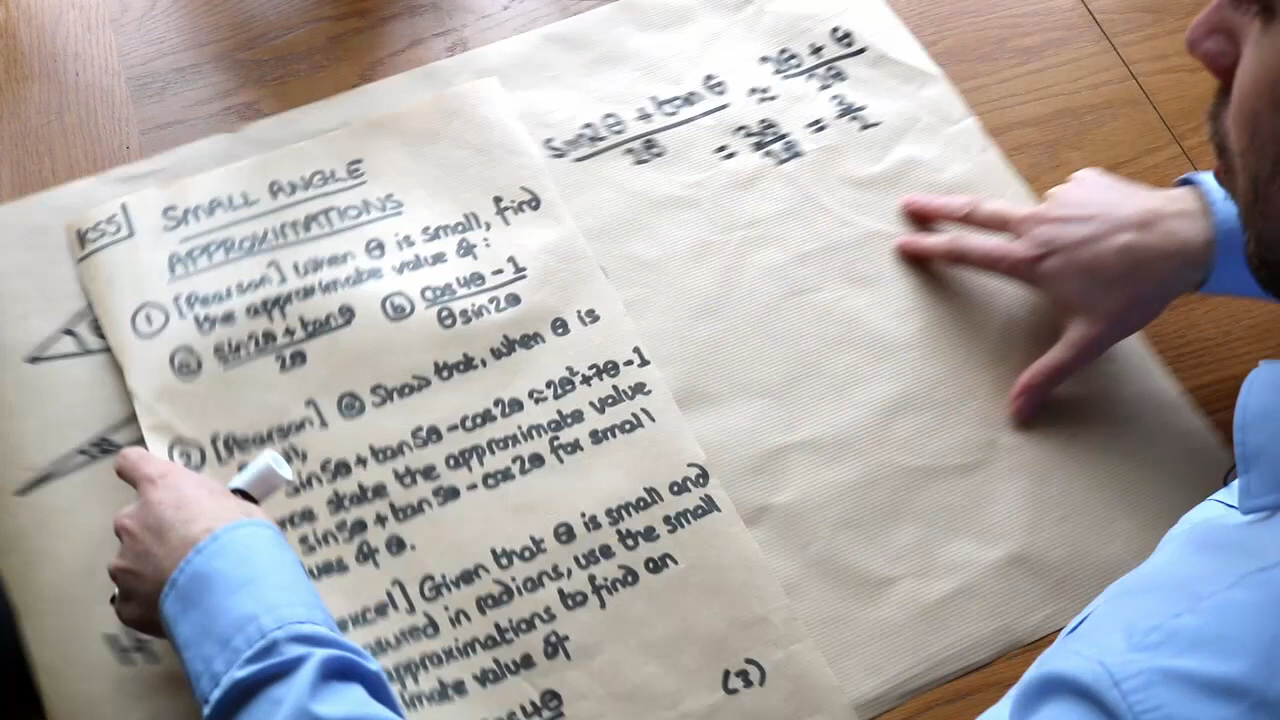 KS5
SMALL ANGLE
APPROXIMATIONS
① [Pearson] When θ is small, find
the approximate value of:
ⓐ sin2θ + tanθ / 2θ ⓑ cos4θ - 1 / θsin2θ
② [Pearson] ⓐ Show that, when θ is
sin5θ + tan5θ - cos2θ ≈ 2θ² + 7θ - 1
state the approximate value
sin5θ + tan5θ - cos2θ for small
of θ.
Given that θ is small and
in radians, use the small
to find an
value of
(3)
cos4θ
sin2θ + tanθ / 2θ ≈ 2θ + θ / 2θ
= 3θ / 2θ = 3/2